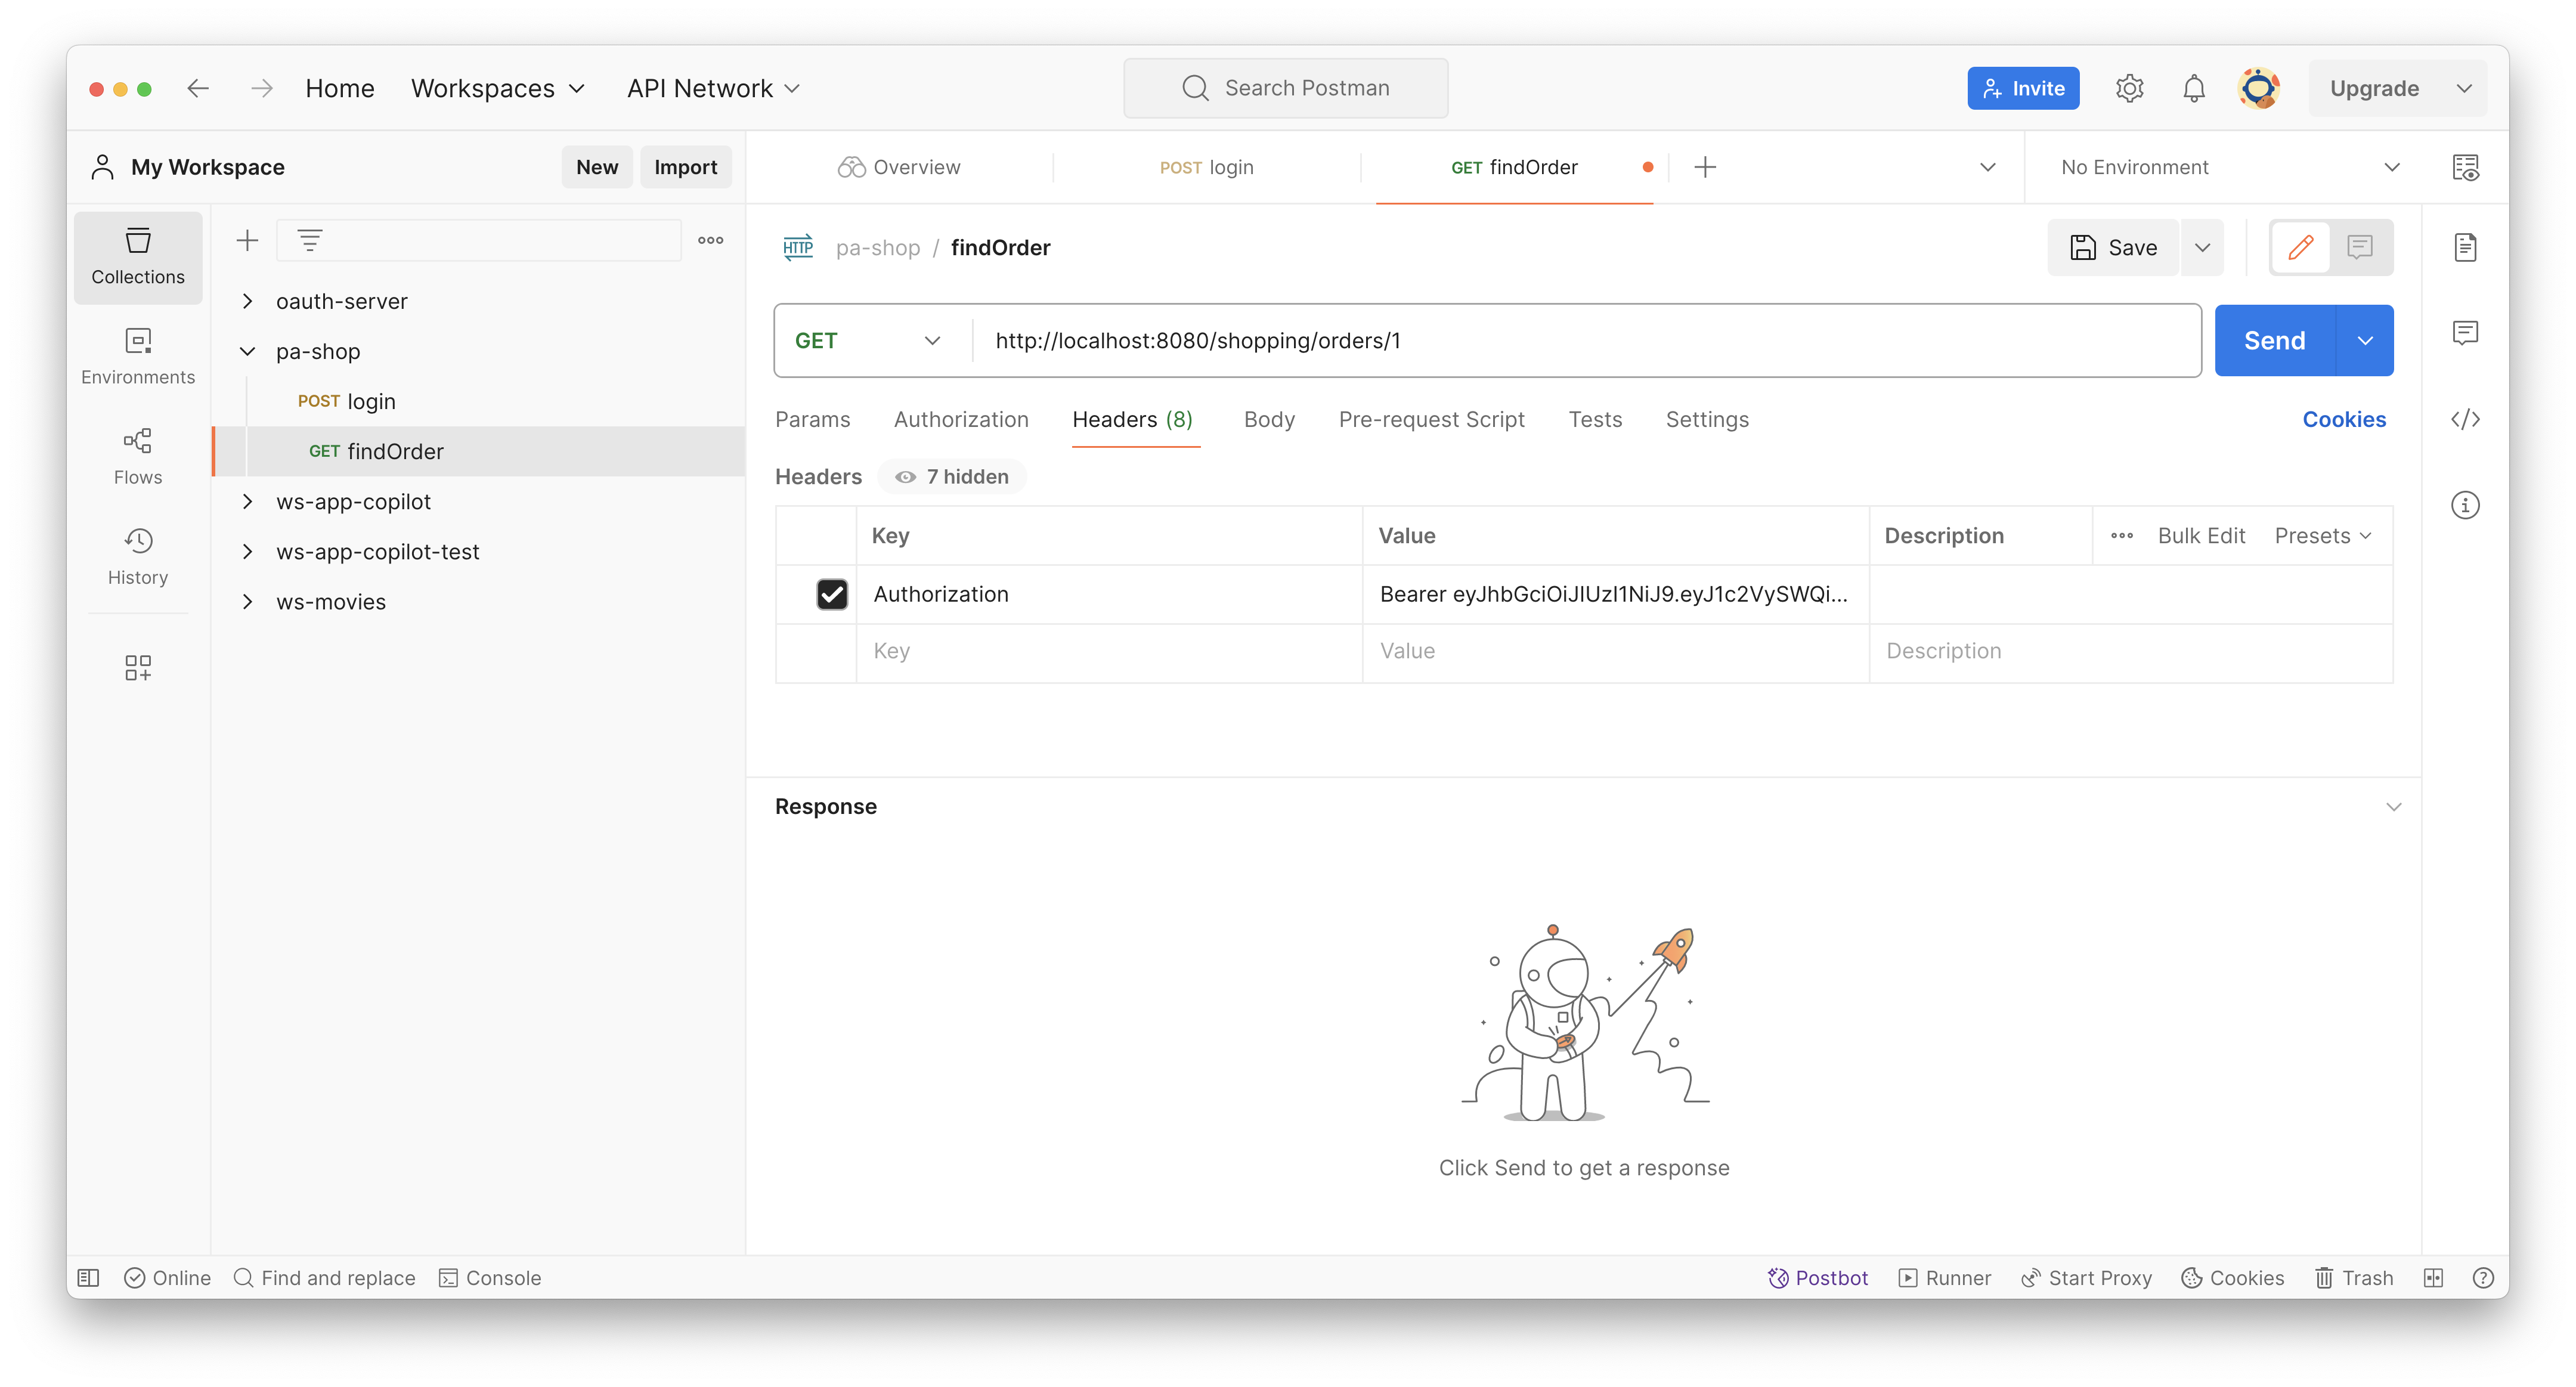 Home Workspaces API Network Search Postman Invite Upgrade
My Workspace New Import Overview POST login GET findOrder No Environment
Collections
Environments
Flows
History
oauth-server
pa-shop
POST login
GET findOrder
ws-app-copilot
ws-app-copilot-test
ws-movies
HTTP pa-shop / findOrder Save
GET http://localhost:8080/shopping/orders/1 Send
Params Authorization Headers (8) Body Pre-request Script Tests Settings Cookies
Headers 7 hidden
Key Value Description Bulk Edit Presets
Authorization Bearer eyJhbGciOiJIUzI1NiJ9.eyJ1c2VySWQi...
Key Value Description
Response
Click Send to get a response
Online Find and replace Console Postbot Runner Start Proxy Cookies Trash